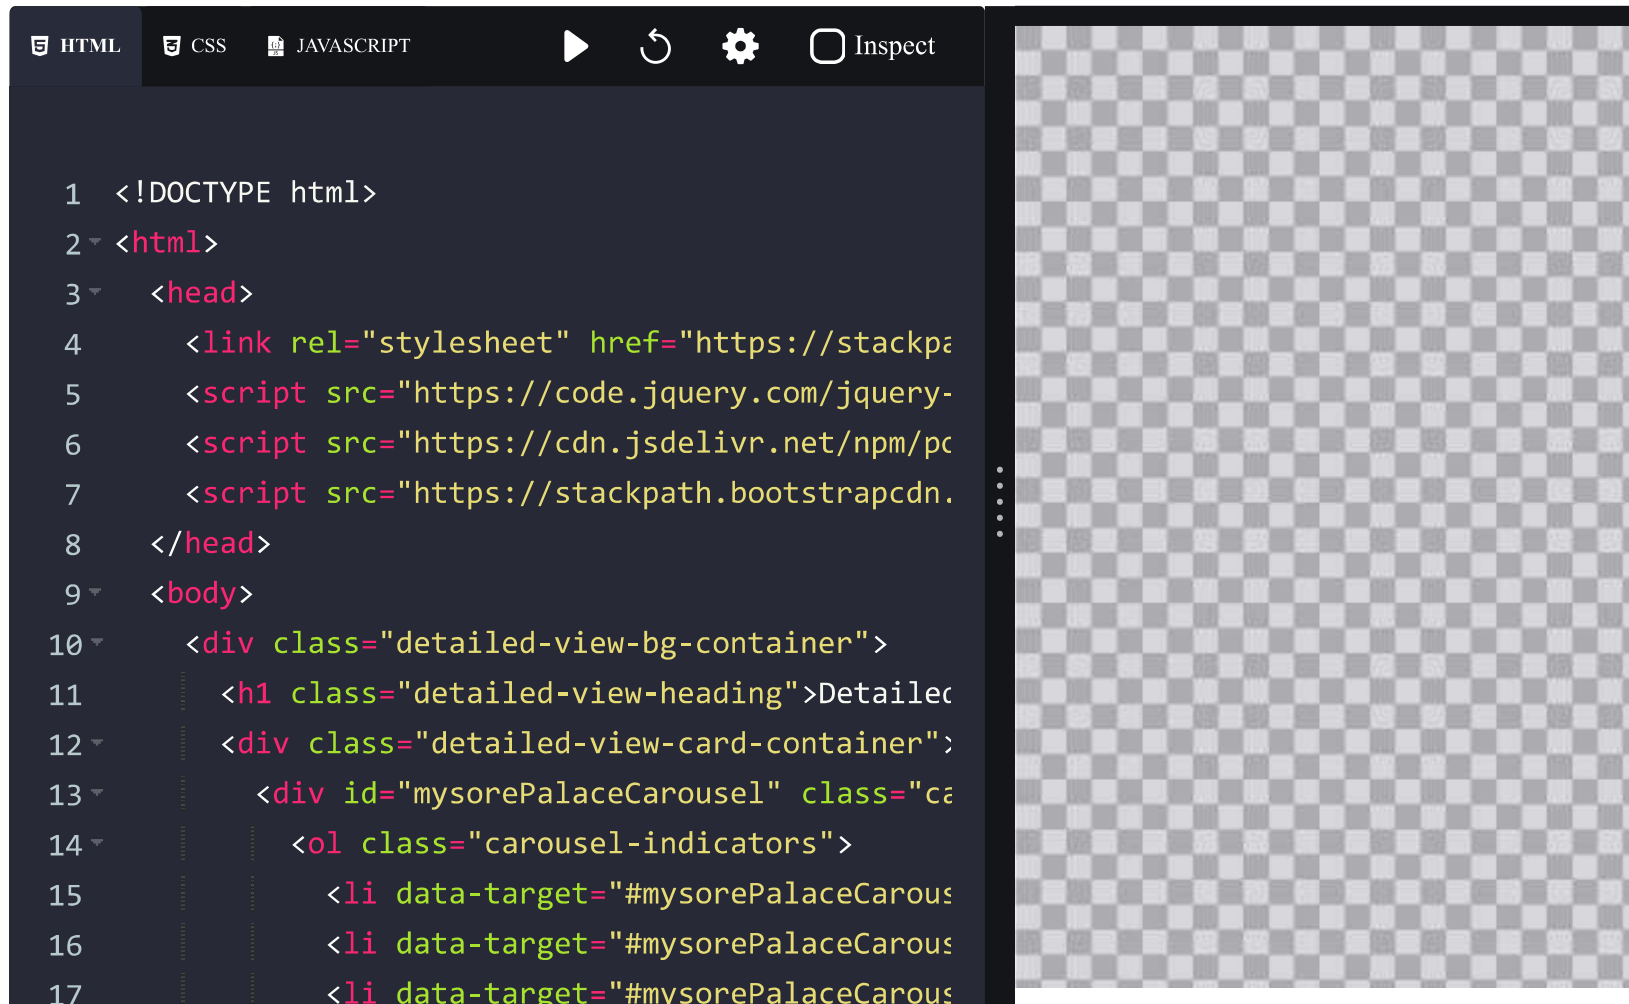 HTML CSS JAVASCRIPT Inspect
1 <!DOCTYPE html>
2 <html>
3 <head>
4 <link rel="stylesheet" href="https://stackpa
5 <script src="https://code.jquery.com/jquery-
6 <script src="https://cdn.jsdelivr.net/npm/po
7 <script src="https://stackpath.bootstrapcdn.
8 </head>
9 <body>
10 <div class="detailed-view-bg-container">
11 <h1 class="detailed-view-heading">Detailed
12 <div class="detailed-view-card-container">
13 <div id="mysorePalaceCarousel" class="ca
14 <ol class="carousel-indicators">
15 <li data-target="#mysorePalaceCarous
16 <li data-target="#mysorePalaceCarous
17 <li data-target="#mysorePalaceCarous